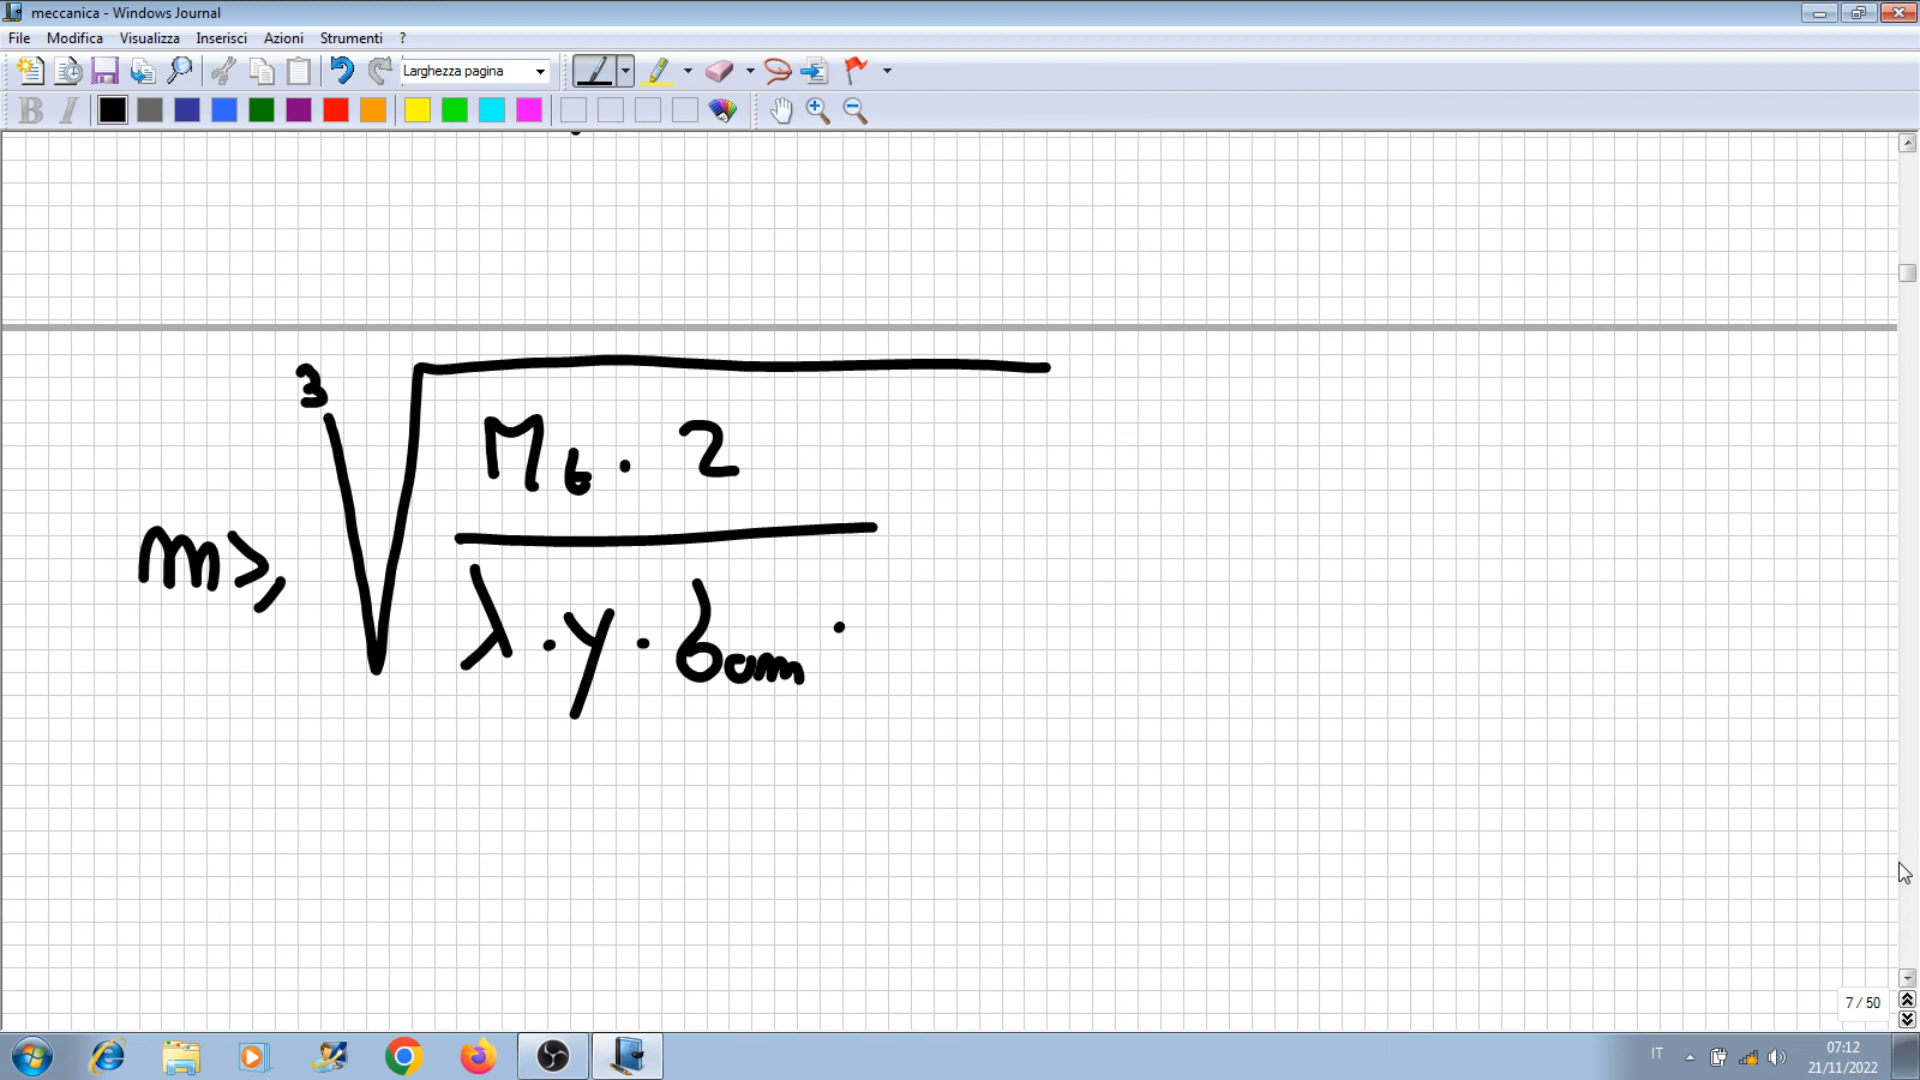 meccanica - Windows Journal
File Modifica Visualizza Inserisci Azioni Strumenti ?
Larghezza pagina
B I
m ≥ ∛
M_t · 2
λ · y · σ_am ·
7 / 50
IT
07:12
21/11/2022